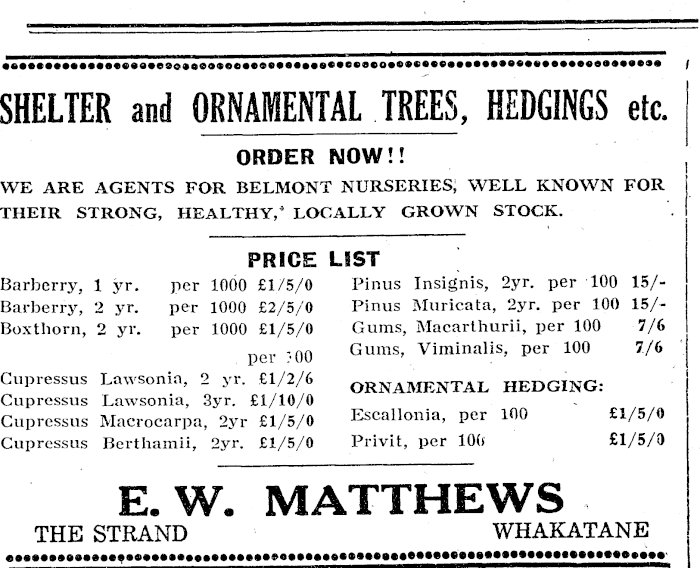 SHELTER and ORNAMENTAL TREES, HEDGINGS etc.
ORDER NOW!!
WE ARE AGENTS FOR BELMONT NURSERIES, WELL KNOWN FOR
THEIR STRONG, HEALTHY, LOCALLY GROWN STOCK.
PRICE LIST
Barberry, 1 yr. per 1000 £1/5/0
Barberry, 2 yr. per 1000 £2/5/0
Boxthorn, 2 yr. per 1000 £1/5/0
per 100
Cupressus Lawsonia, 2 yr. £1/2/6
Cupressus Lawsonia, 3yr. £1/10/0
Cupressus Macrocarpa, 2yr £1/5/0
Cupressus Berthamii, 2yr. £1/5/0
Pinus Insignis, 2yr. per 100 15/-
Pinus Muricata, 2yr. per 100 15/-
Gums, Macarthurii, per 100 7/6
Gums, Viminalis, per 100 7/6
ORNAMENTAL HEDGING:
Escallonia, per 100 £1/5/0
Privit, per 100 £1/5/0
E. W. MATTHEWS
THE STRAND WHAKATANE